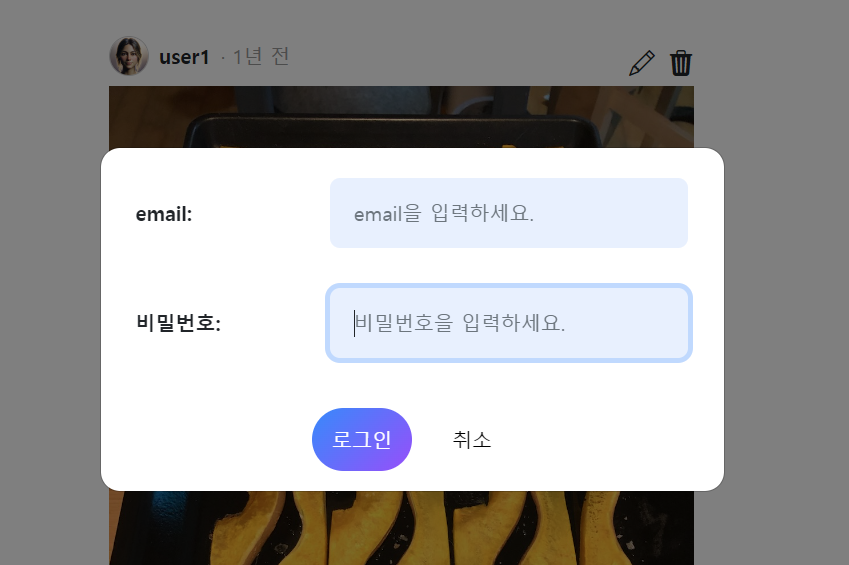 user1 · 1년 전
email:
email을 입력하세요.
비밀번호:
비밀번호을 입력하세요.
로그인
취소